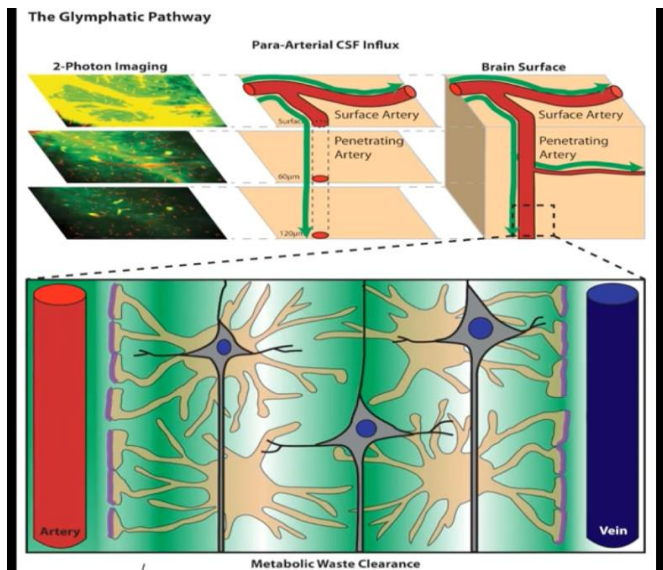 The Glymphatic Pathway
Para-Arterial CSF Influx
2-Photon Imaging
Brain Surface
Surface Artery
Surface Artery
Penetrating
Artery
Penetrating
Artery
60μm
120μm
Artery
Vein
Metabolic Waste Clearance